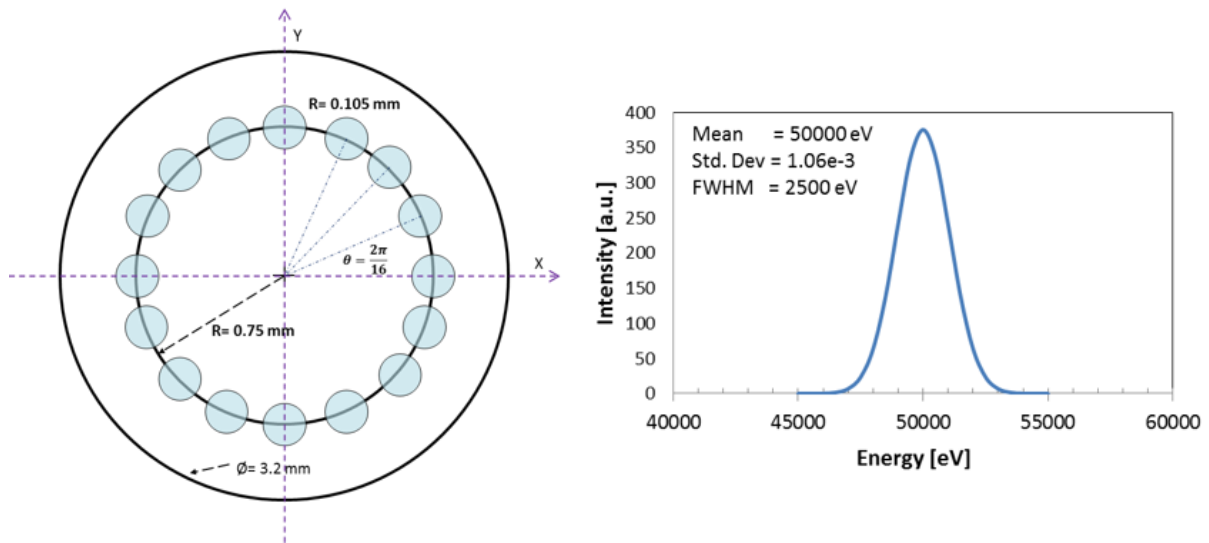 Y
R= 0.105 mm
X
θ = 2π/16
R= 0.75 mm
Ø= 3.2 mm
400
350
300
250
200
150
100
50
0
Intensity [a.u.]
Mean = 50000 eV
Std. Dev = 1.06e-3
FWHM = 2500 eV
40000 45000 50000 55000 60000
Energy [eV]